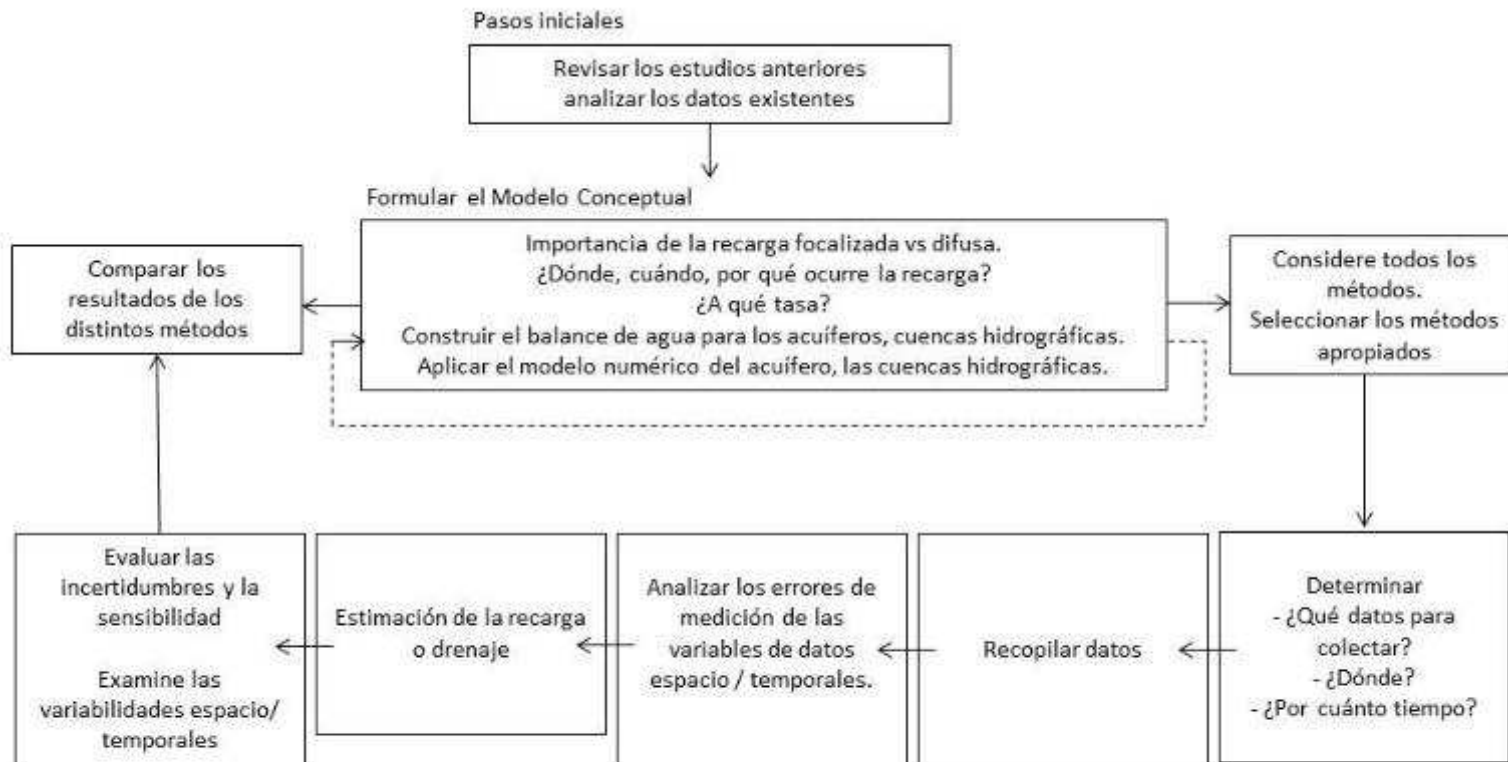 Pasos iniciales
Revisar los estudios anteriores
analizar los datos existentes
Formular el Modelo Conceptual
Importancia de la recarga focalizada vs difusa.
¿Dónde, cuándo, por qué ocurre la recarga?
¿A qué tasa?
Construir el balance de agua para los acuíferos, cuencas hidrográficas.
Aplicar el modelo numérico del acuífero, las cuencas hidrográficas.
Comparar los
resultados de los
distintos métodos
Considere todos los
métodos.
Seleccionar los métodos
apropiados
Determinar
- ¿Qué datos para
colectar?
- ¿Dónde?
- ¿Por cuánto tiempo?
Recopilar datos
Analizar los errores de
medición de las
variables de datos
espacio / temporales.
Estimación de la recarga
o drenaje
Evaluar las
incertidumbres y la
sensibilidad
Examine las
variabilidades espacio/
temporales